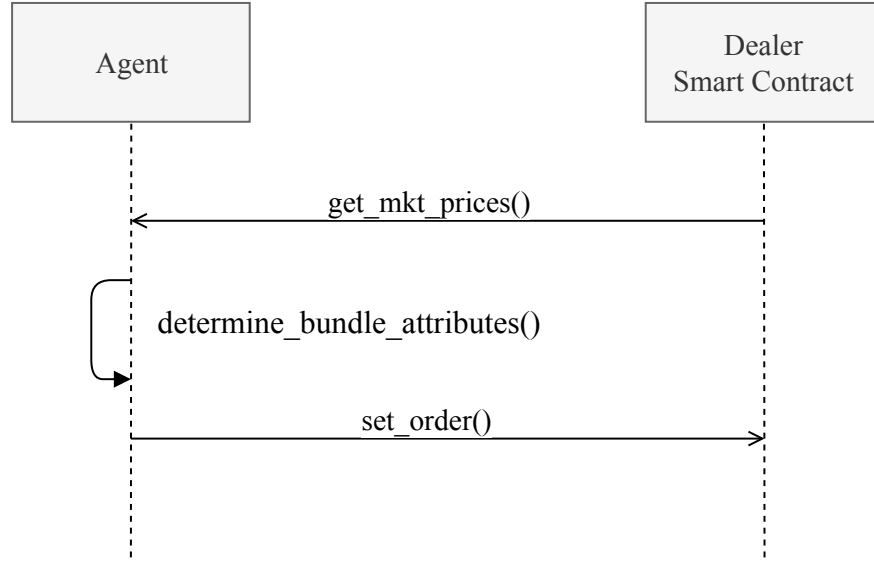 Agent
Dealer
Smart Contract
get_mkt_prices()
determine_bundle_attributes()
set_order()